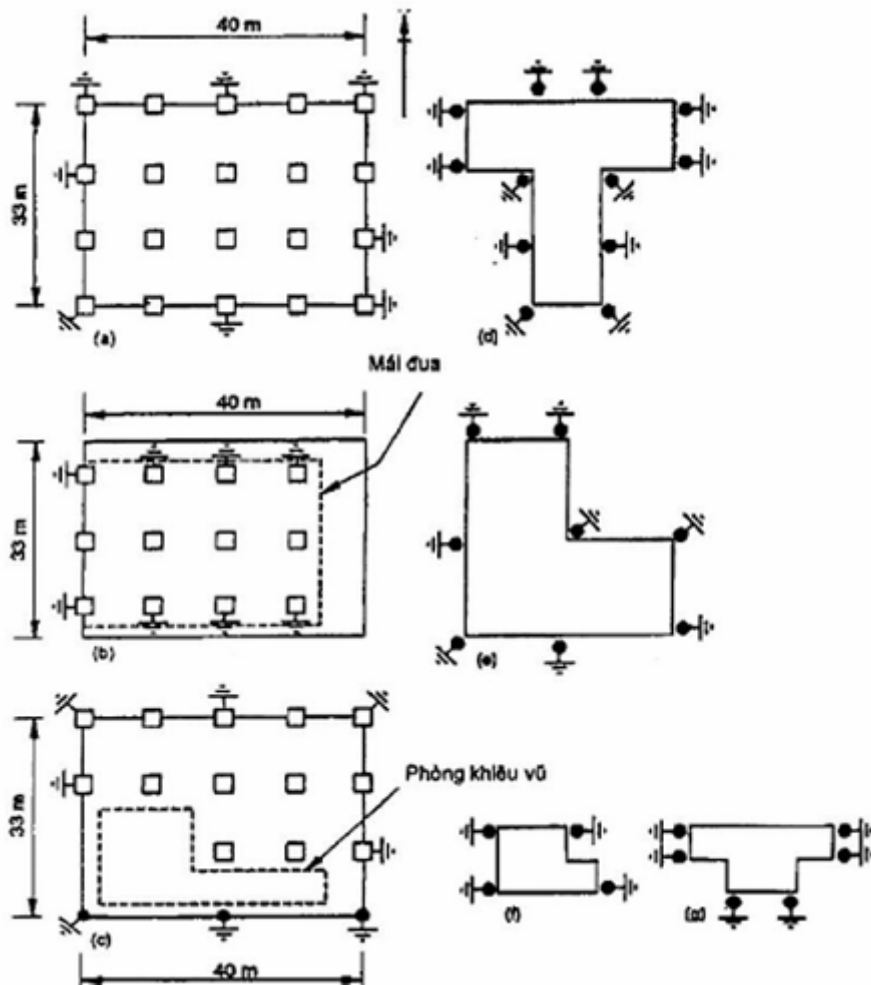 40 m
33 m
(a)
(d)
Mái đua
40 m
33 m
(b)
(e)
Phòng khiêu vũ
33 m
(c)
40 m
(f)
(g)